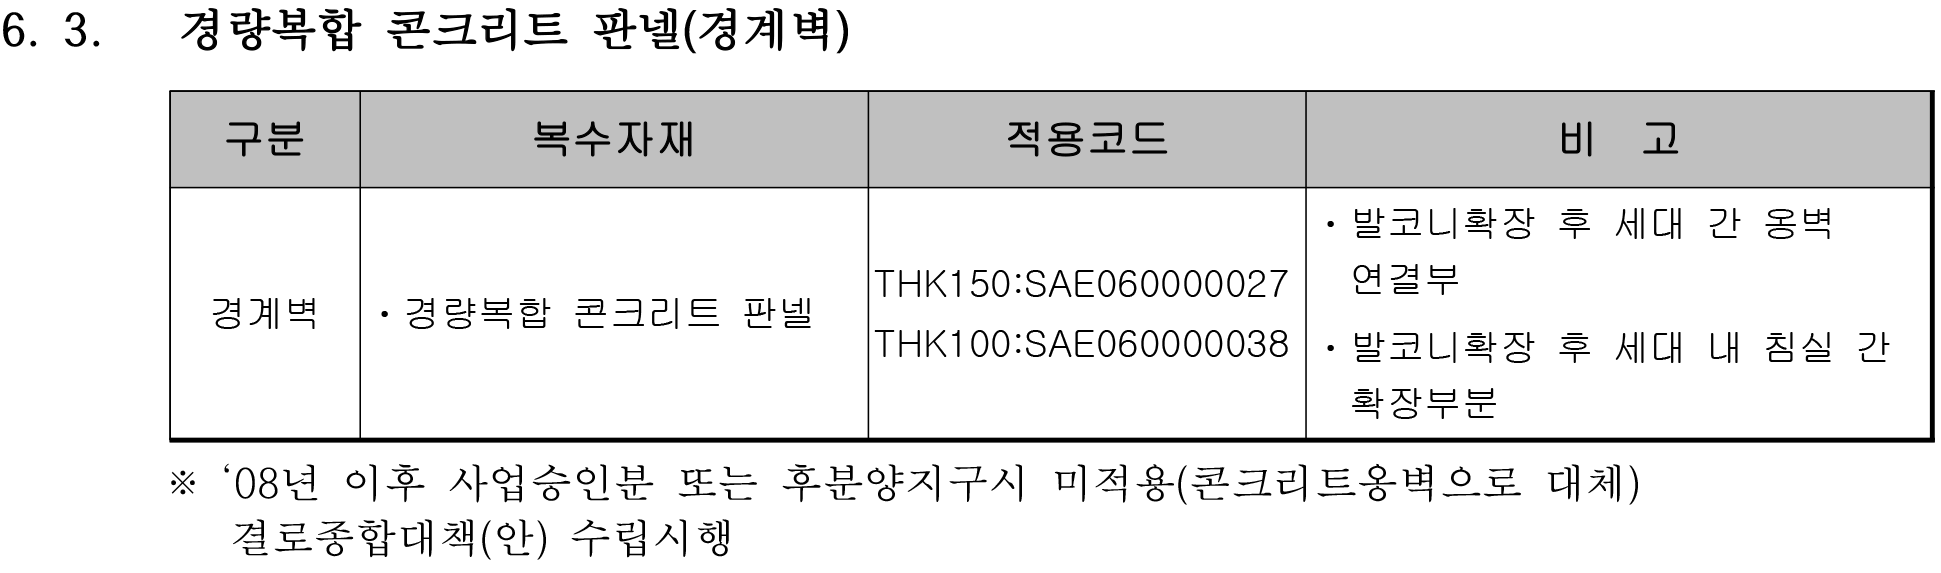 6. 3. 경량복합 콘크리트 판넬(경계벽)
구분 복수자재 적용코드 비 고
경계벽 ・경량복합 콘크리트 판넬
THK150:SAE060000027
THK100:SAE060000038
・발코니확장 후 세대 간 옹벽
연결부
・발코니확장 후 세대 내 침실 간
확장부분
※ ‘08년 이후 사업승인분 또는 후분양지구시 미적용(콘크리트옹벽으로 대체)
결로종합대책(안) 수립시행